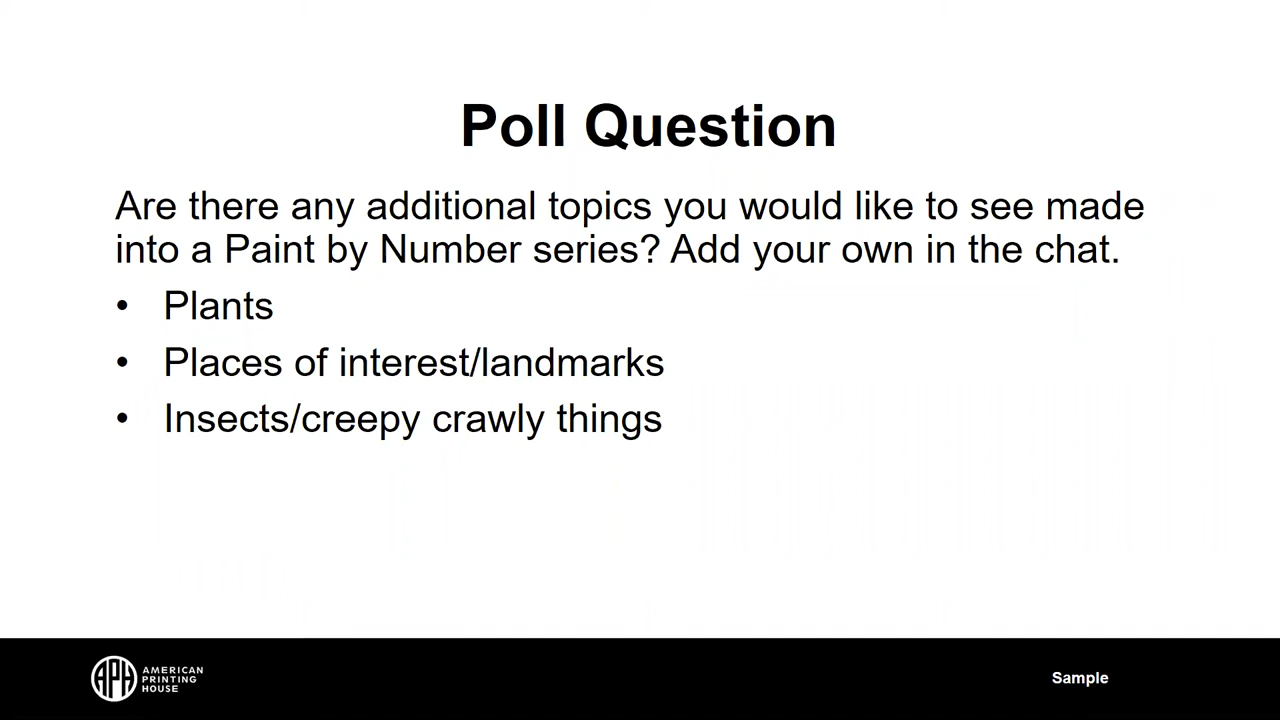 Poll Question
Are there any additional topics you would like to see made
into a Paint by Number series? Add your own in the chat.
• Plants
• Places of interest/landmarks
• Insects/creepy crawly things
APH
AMERICAN
PRINTING
HOUSE
Sample